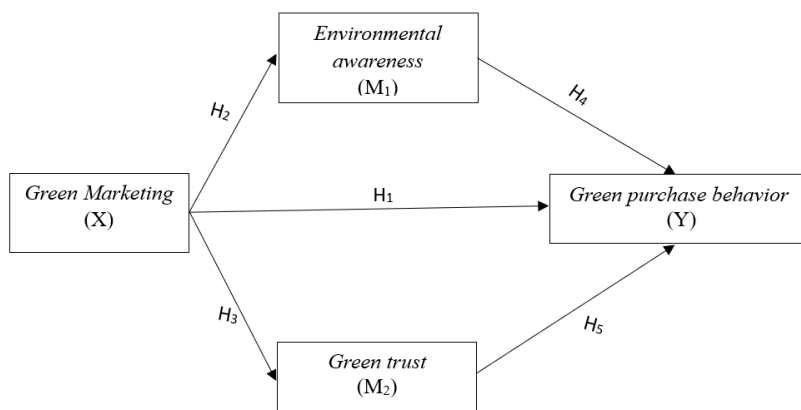 Environmental
awareness
(M₁)
H₂
H₄
Green Marketing
(X)
H₁
Green purchase behavior
(Y)
H₃
H₅
Green trust
(M₂)